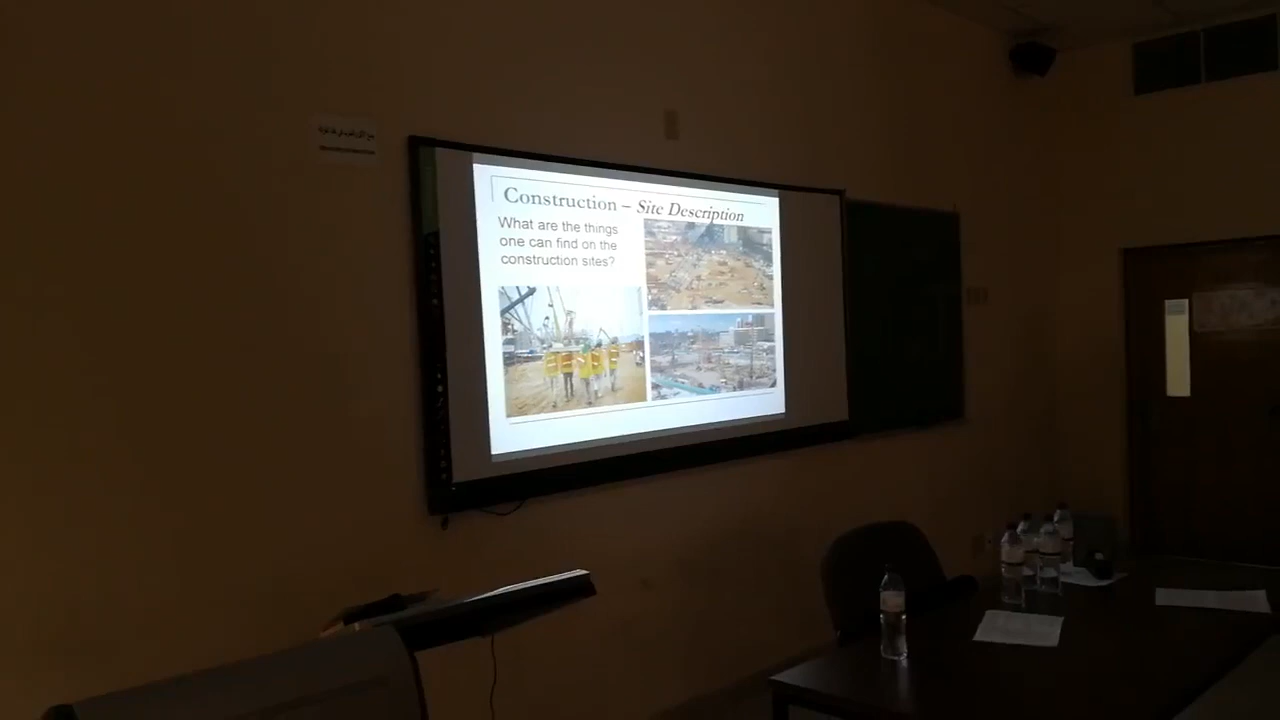 Construction – Site Description
What are the things
one can find on the
construction sites?